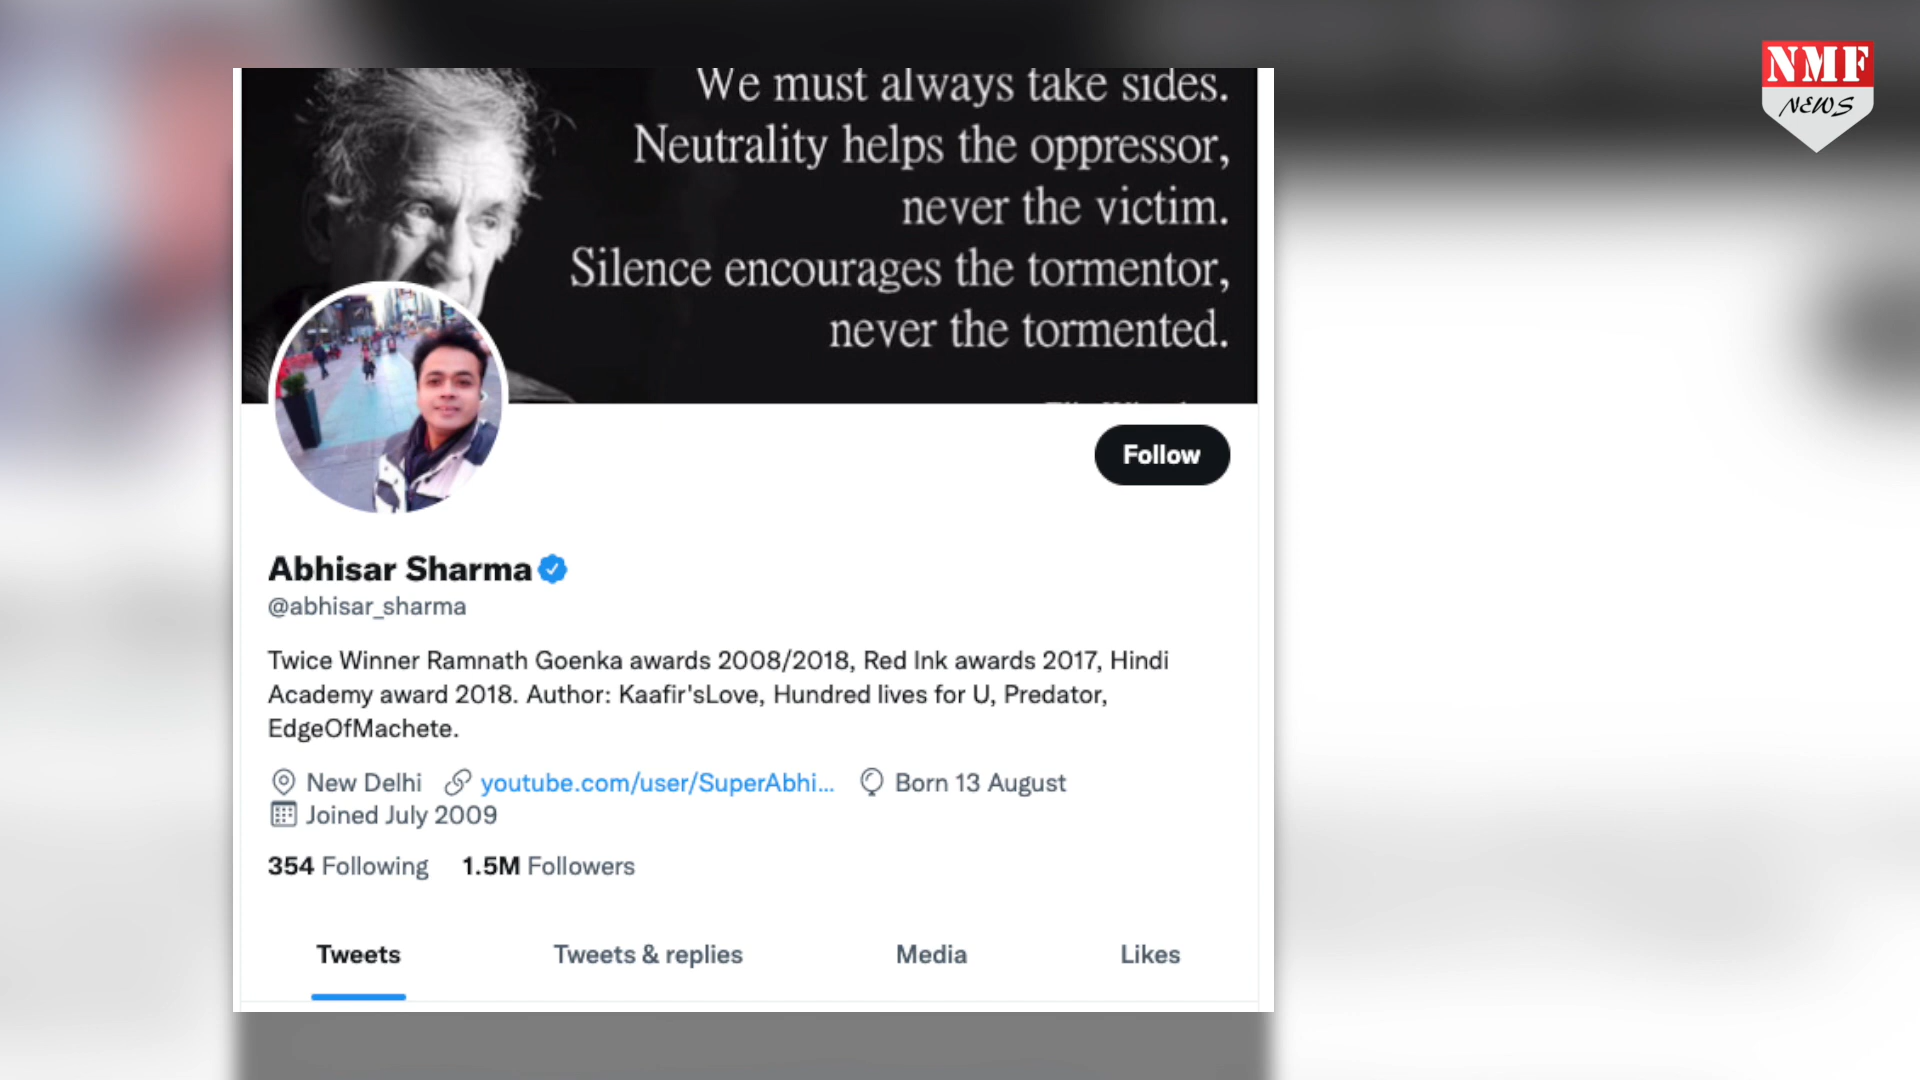 NMF
NEWS
We must always take sides.
Neutrality helps the oppressor,
never the victim.
Silence encourages the tormentor,
never the tormented.
Follow
Abhisar Sharma
@abhisar_sharma
Twice Winner Ramnath Goenka awards 2008/2018, Red Ink awards 2017, Hindi
Academy award 2018. Author: Kaafir'sLove, Hundred lives for U, Predator,
EdgeOfMachete.
New Delhi youtube.com/user/SuperAbhi... Born 13 August
Joined July 2009
354 Following 1.5M Followers
Tweets Tweets & replies Media Likes